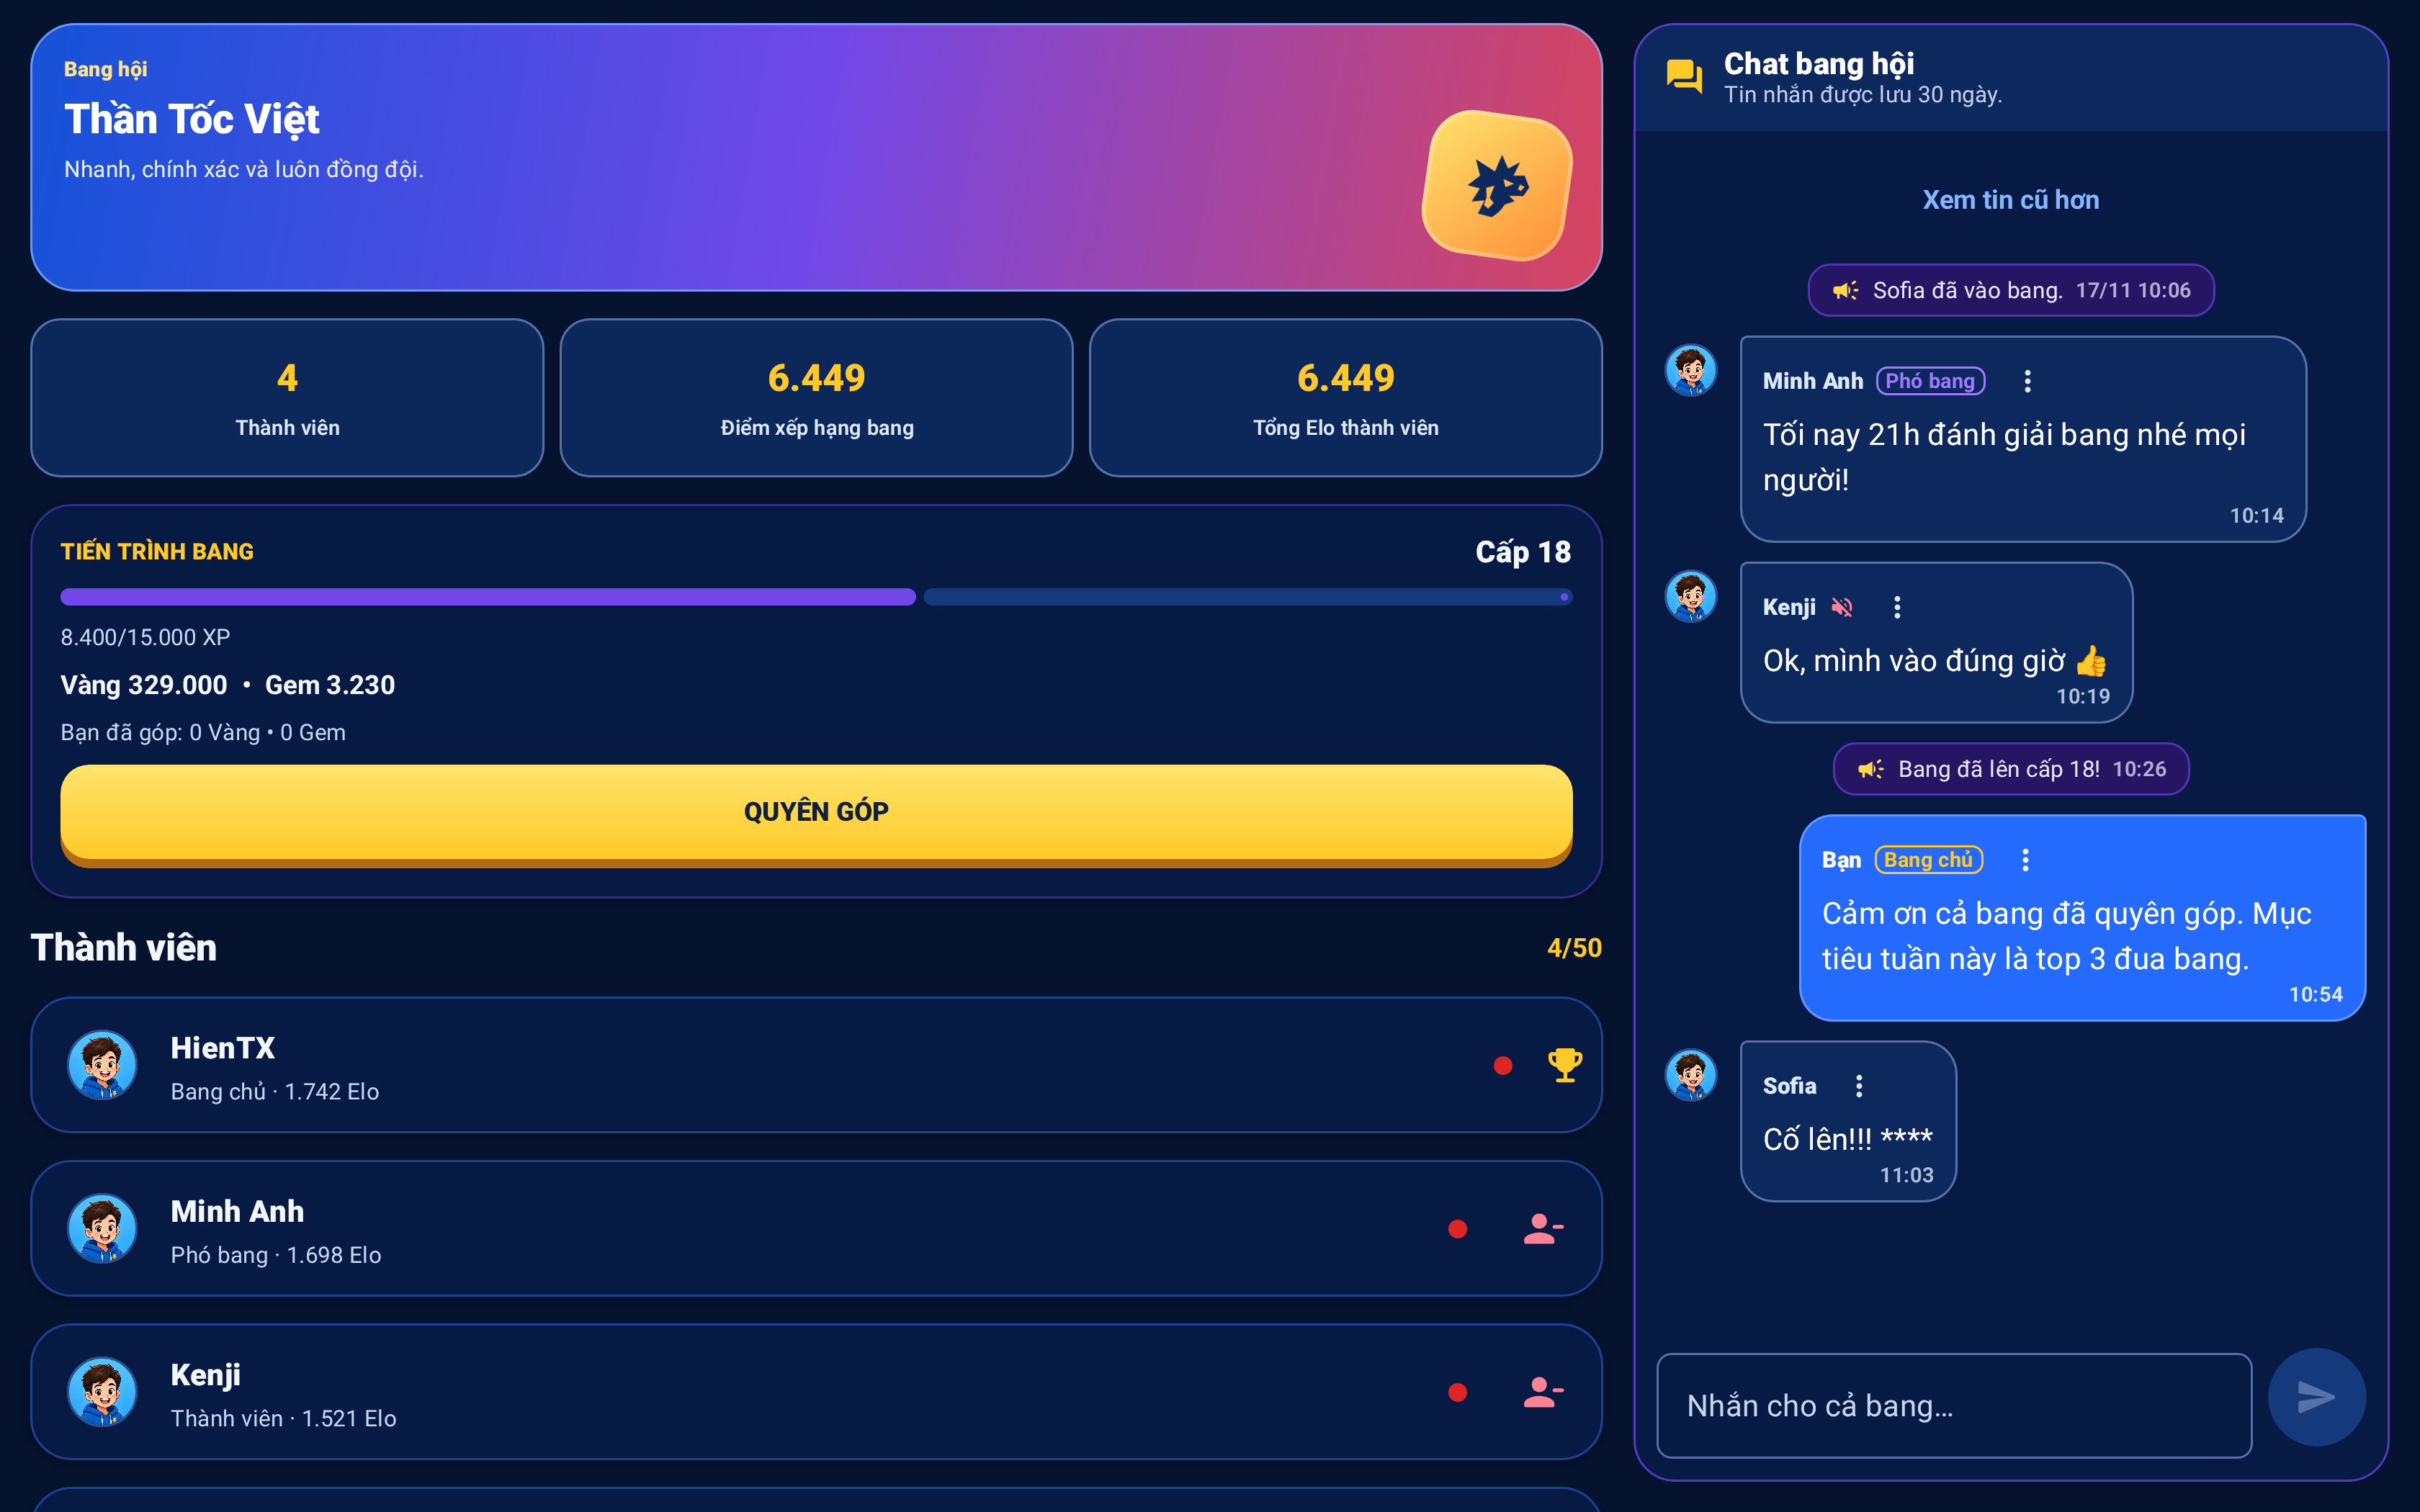 Bang hội
Thần Tốc Việt
Nhanh, chính xác và luôn đồng đội.
4
Thành viên
6.449
Điểm xếp hạng bang
6.449
Tổng Elo thành viên
TIẾN TRÌNH BANG
Cấp 18
8.400/15.000 XP
Vàng 329.000 • Gem 3.230
Bạn đã góp: 0 Vàng • 0 Gem
QUYÊN GÓP
Thành viên
4/50
HienTX
Bang chủ · 1.742 Elo
Minh Anh
Phó bang · 1.698 Elo
Kenji
Thành viên · 1.521 Elo
Chat bang hội
Tin nhắn được lưu 30 ngày.
Xem tin cũ hơn
Sofia đã vào bang. 17/11 10:06
Minh Anh Phó bang
Tối nay 21h đánh giải bang nhé mọi
người!
10:14
Kenji
Ok, mình vào đúng giờ 👍
10:19
Bang đã lên cấp 18! 10:26
Bạn Bang chủ
Cảm ơn cả bang đã quyên góp. Mục
tiêu tuần này là top 3 đua bang.
10:54
Sofia
Cố lên!!! ****
11:03
Nhắn cho cả bang...